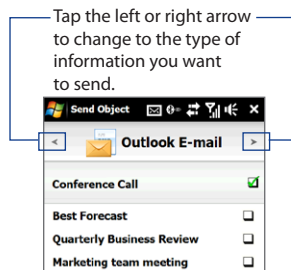 Tap the left or right arrow
to change to the type of
information you want
to send.
Send Object
Outlook E-mail
Conference Call
Best Forecast
Quarterly Business Review
Marketing team meeting